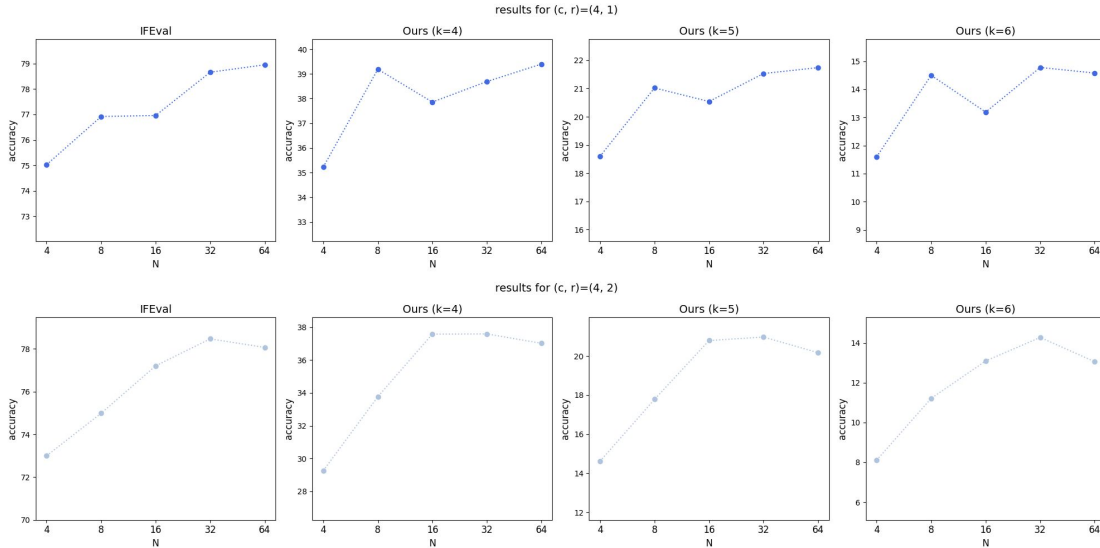 results for (c, r)=(4, 1)
IFEval
Ours (k=4)
Ours (k=5)
Ours (k=6)
79
78
77
76
75
74
73
accuracy
4 8 16 32 64
N
40
39
38
37
36
35
34
33
accuracy
4 8 16 32 64
N
22
21
20
19
18
17
16
accuracy
4 8 16 32 64
N
15
14
13
12
11
10
9
accuracy
4 8 16 32 64
N
results for (c, r)=(4, 2)
IFEval
Ours (k=4)
Ours (k=5)
Ours (k=6)
78
76
74
72
70
accuracy
4 8 16 32 64
N
38
36
34
32
30
28
accuracy
4 8 16 32 64
N
20
18
16
14
12
accuracy
4 8 16 32 64
N
14
12
10
8
6
accuracy
4 8 16 32 64
N